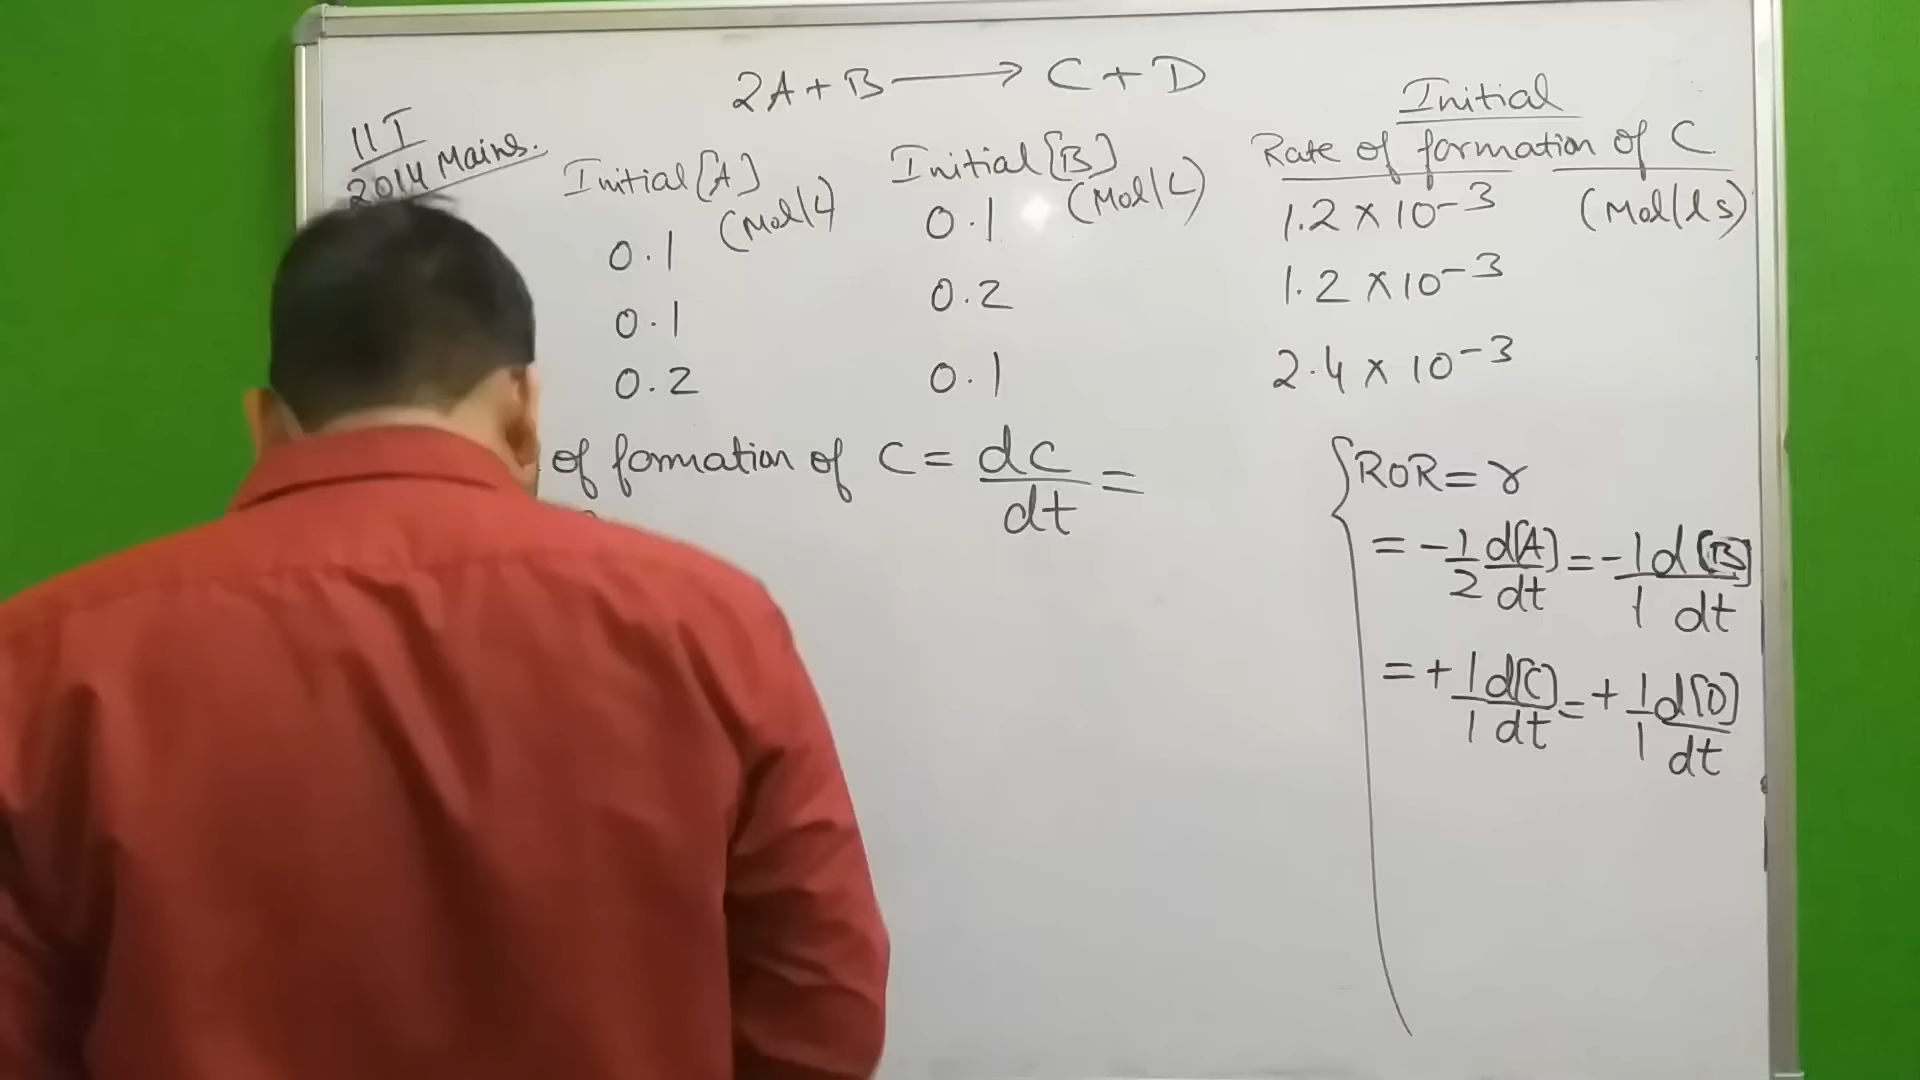 2A + B ⟶ C + D
IIT
2014 Mains.
Initial [A] (Mol/L)
Initial [B] (Mol/L)
Initial
Rate of formation of C (Mol/ls)
0.1 0.1 1.2 × 10⁻³
0.1 0.2 1.2 × 10⁻³
0.2 0.1 2.4 × 10⁻³
of formation of C = dc/dt =
ROR = r
= -1/2 d[A]/dt = -1/1 d[B]/dt
= +1/1 d[C]/dt = +1/1 d[D]/dt